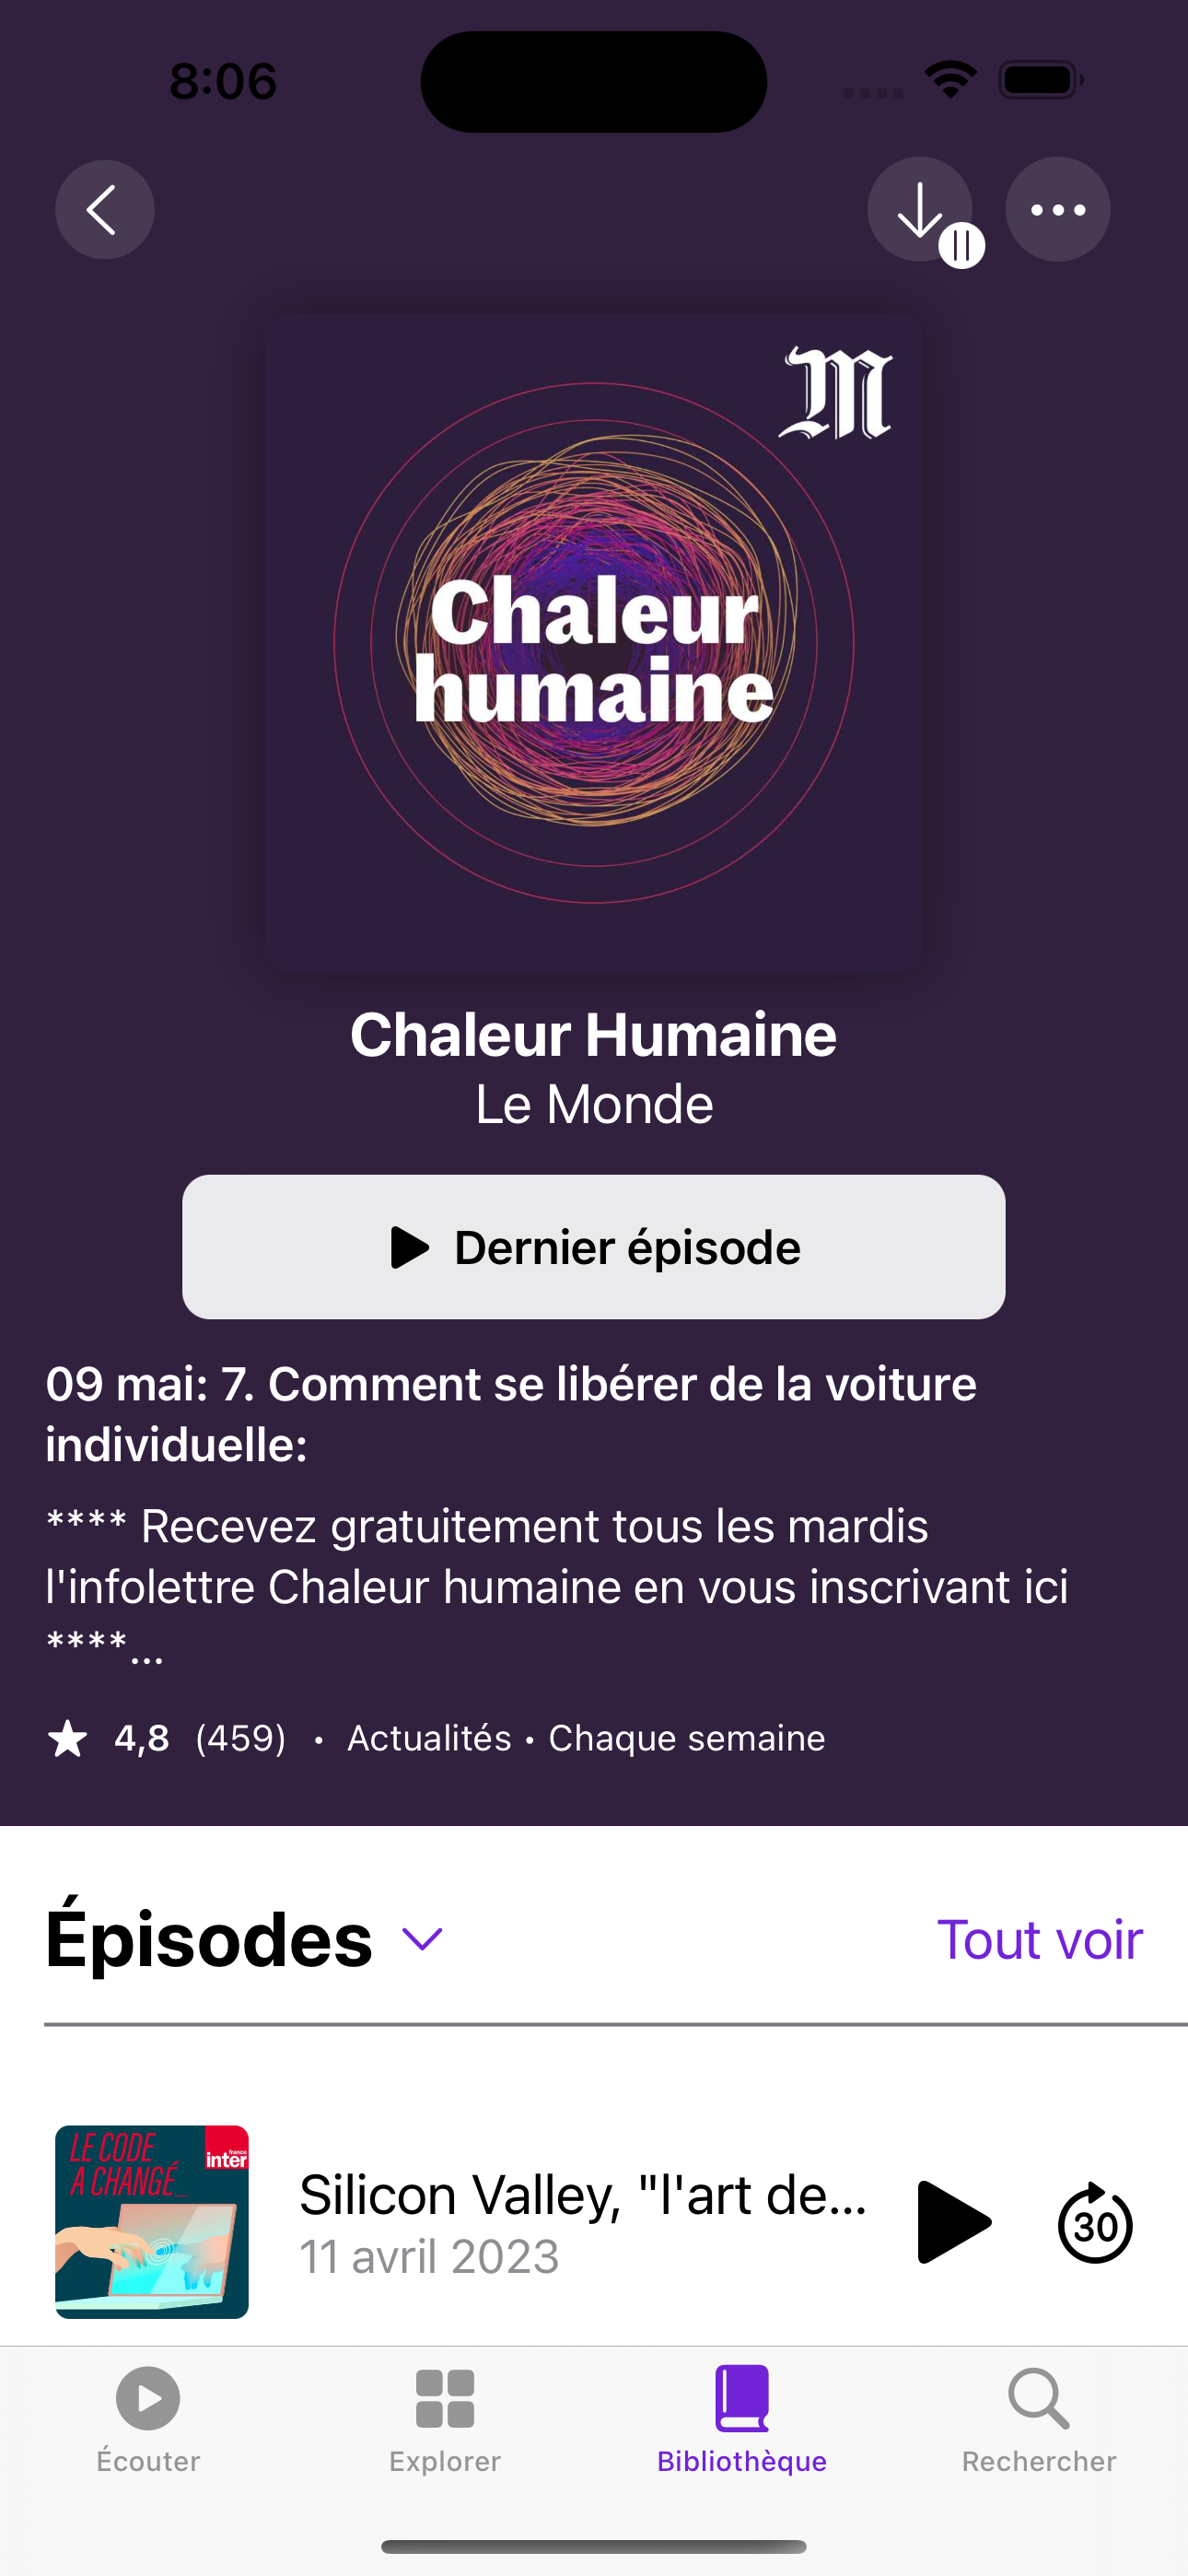 8:06
M
Chaleur
humaine
Chaleur Humaine
Le Monde
Dernier épisode
09 mai: 7. Comment se libérer de la voiture
individuelle:
**** Recevez gratuitement tous les mardis
l'infolettre Chaleur humaine en vous inscrivant ici
****...
4,8 (459) • Actualités • Chaque semaine
Épisodes
Tout voir
LE CODE
A CHANGÉ_
france
inter
Silicon Valley, "l'art de...
11 avril 2023
30
Écouter
Explorer
Bibliothèque
Rechercher